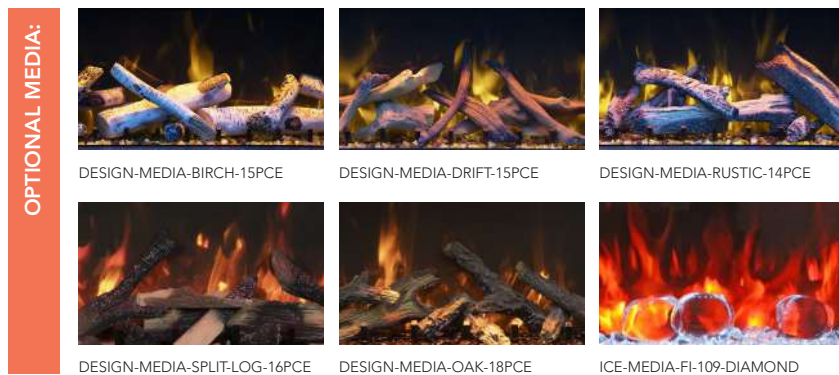 OPTIONAL MEDIA:
DESIGN-MEDIA-BIRCH-15PCE
DESIGN-MEDIA-DRIFT-15PCE
DESIGN-MEDIA-RUSTIC-14PCE
DESIGN-MEDIA-SPLIT-LOG-16PCE
DESIGN-MEDIA-OAK-18PCE
ICE-MEDIA-FI-109-DIAMOND